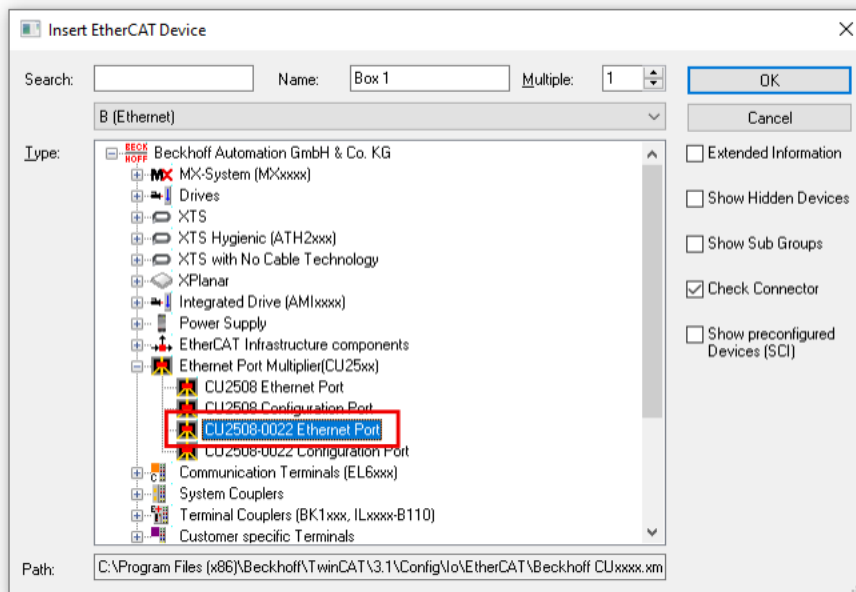 Insert EtherCAT Device
Search:
Name:
Box 1
Multiple:
1
OK
B (Ethernet)
Cancel
Type:
BECK
HOFF
Beckhoff Automation GmbH & Co. KG
Extended Information
MX MX-System (MXxxxx)
Drives
Show Hidden Devices
XTS
XTS Hygienic (ATH2xxx)
Show Sub Groups
XTS with No Cable Technology
XPlanar
Check Connector
Integrated Drive (AMIxxxx)
Power Supply
Show preconfigured
Devices (SCI)
EtherCAT Infrastructure components
Ethernet Port Multiplier(CU25xx)
CU2508 Ethernet Port
CU2508 Configuration Port
CU2508-0022 Ethernet Port
CU2508-0022 Configuration Port
Communication Terminals (EL6xxx)
System Couplers
Terminal Couplers (BK1xxx, ILxxxx-B110)
Customer specific Terminals
Path:
C:\Program Files (x86)\Beckhoff\TwinCAT\3.1\Config\Io\EtherCAT\Beckhoff CUxxxx.xm